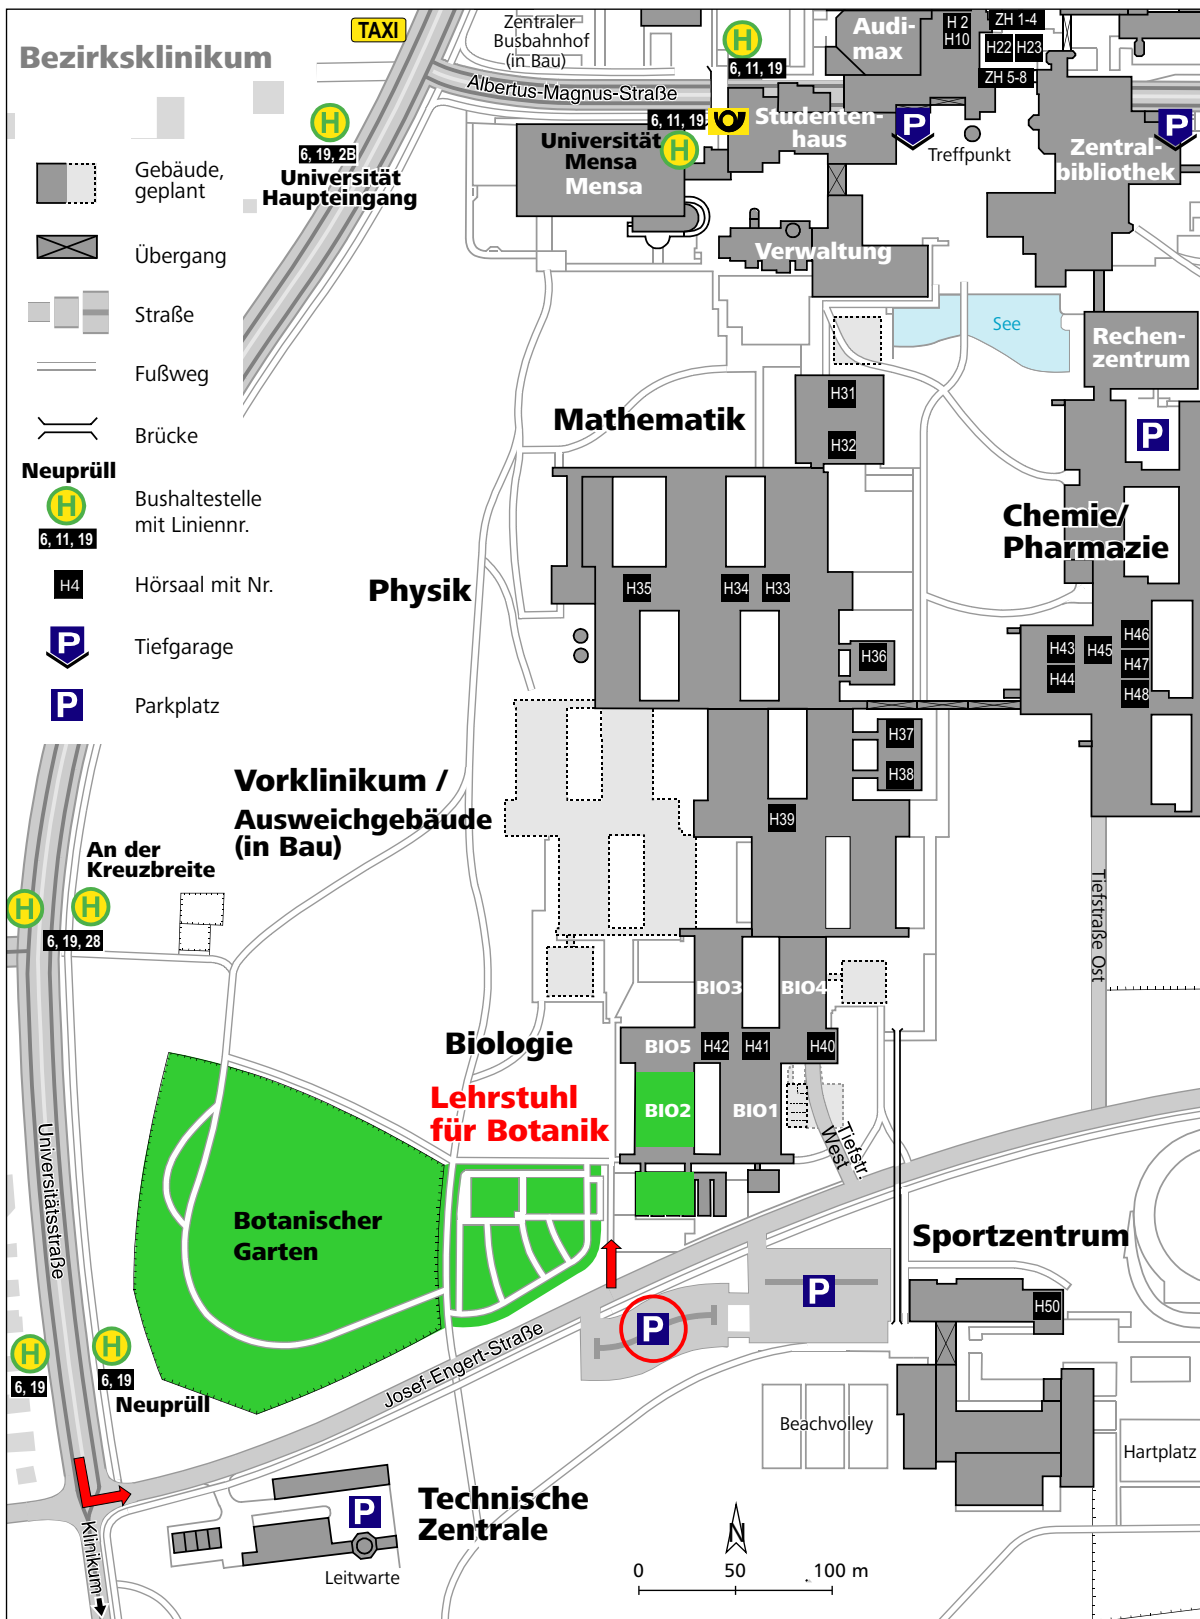 TAXI
Zentraler
Busbahnhof
(in Bau)
H
6, 11, 19
Audi-
max
H 2
H10
ZH 1-4
H22
H23
ZH 5-8
Bezirksklinikum
Albertus-Magnus-Straße
H
6, 19, 2B
Universität
Haupteingang
6, 11, 19
H
Universität
Mensa
Mensa
Studenten-
haus
P
Treffpunkt
P
Zentral-
bibliothek
Verwaltung
See
Rechen-
zentrum
Gebäude,
geplant
Übergang
Straße
Fußweg
Brücke
Neuprüll
H
6, 11, 19
Bushaltestelle
mit Liniennr.
H4
Hörsaal mit Nr.
P
Tiefgarage
P
Parkplatz
Mathematik
H31
H32
P
Chemie/
Pharmazie
Physik
H35
H34
H33
H36
H43
H44
H45
H46
H47
H48
H37
H38
H39
Vorklinikum /
Ausweichgebäude
(in Bau)
An der
Kreuzbreite
H
H
6, 19, 28
Tiefstraße Ost
BIO3
BIO4
Biologie
BIO5
H42
H41
H40
Lehrstuhl
für Botanik
BIO2
BIO1
Tiefstr.
West
Universitätsstraße
Botanischer
Garten
Sportzentrum
P
P
H50
Josef-Engert-Straße
H
6, 19
H
6, 19
Neuprüll
Beachvolley
Hartplatz
Technische
Zentrale
P
Leitwarte
Klinikum
N
0
50
100 m